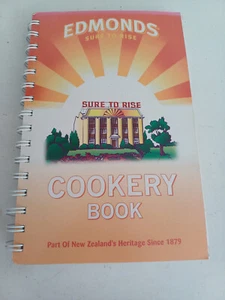 EDMONDS
SURE TO RISE
SURE TO RISE
COOKERY
BOOK
Part Of New Zealand's Heritage Since 1879